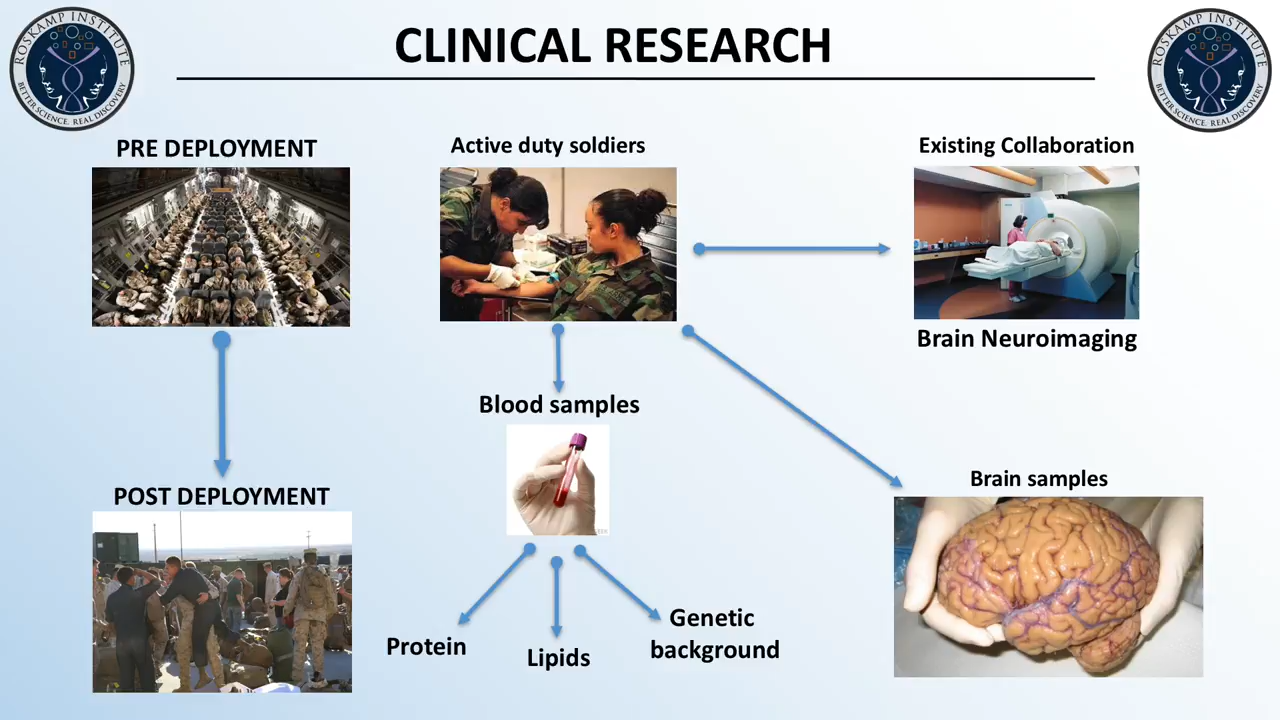 ROSKAMP INSTITUTE
BETTER SCIENCE. REAL DISCOVERY
CLINICAL RESEARCH
ROSKAMP INSTITUTE
BETTER SCIENCE. REAL DISCOVERY
PRE DEPLOYMENT
Active duty soldiers
Existing Collaboration
Brain Neuroimaging
Blood samples
POST DEPLOYMENT
Brain samples
Protein
Lipids
Genetic
background